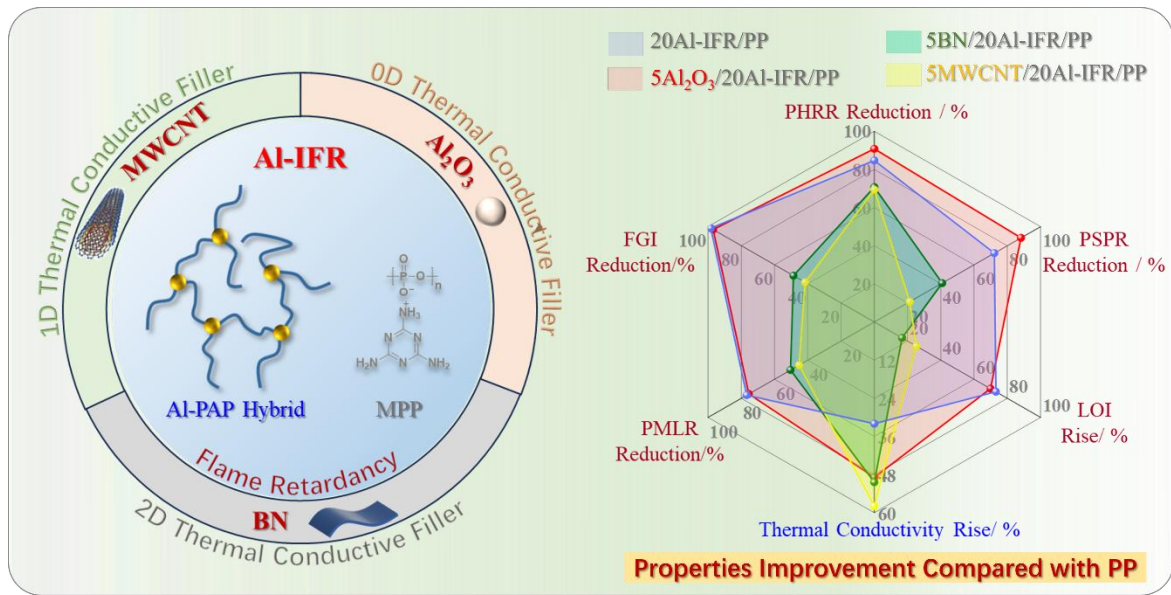 1D Thermal Conductive Filler
MWCNT
0D Thermal Conductive Filler
Al₂O₃
Al-IFR
Al-PAP Hybrid
O
P
O
O
O⁻
n
+
NH₃
N
N
N
H₂N
NH₂
MPP
Flame Retardancy
BN
2D Thermal Conductive Filler
20Al-IFR/PP
5BN/20Al-IFR/PP
5Al₂O₃/20Al-IFR/PP
5MWCNT/20Al-IFR/PP
PHRR Reduction / %
100
80
60
40
20
PSPR
Reduction / %
100
80
40
20
LOI
Rise/ %
100
80
60
40
20
Thermal Conductivity Rise/ %
60
48
36
24
12
PMLR
Reduction/%
100
80
60
40
20
FGI
Reduction/%
100
80
60
40
20
Properties Improvement Compared with PP